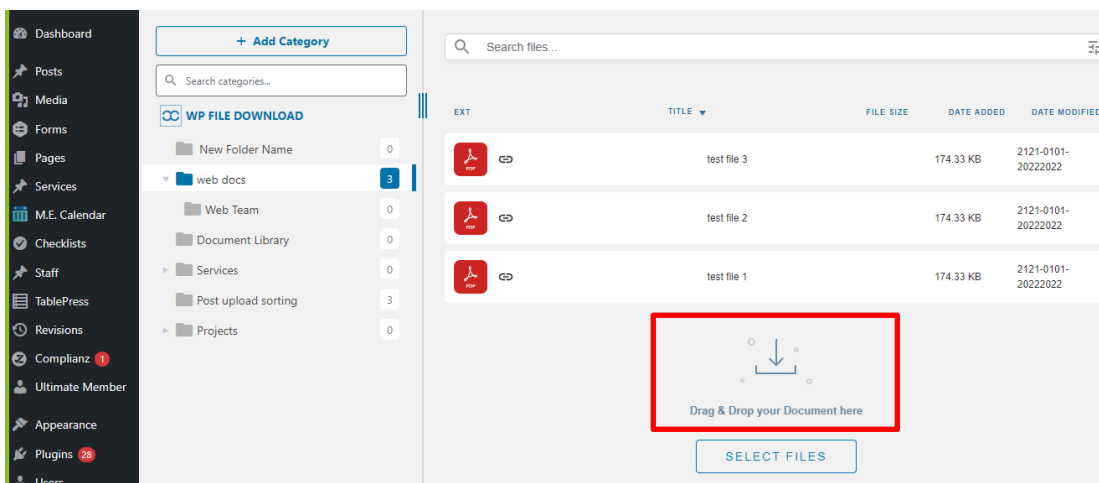 Dashboard
Posts
Media
Forms
Pages
Services
M.E. Calendar
Checklists
Staff
TablePress
Revisions
Complianz 1
Ultimate Member
Appearance
Plugins 28
Users
+ Add Category
Search categories...
WP FILE DOWNLOAD
New Folder Name 0
web docs 3
Web Team 0
Document Library 0
Services 0
Post upload sorting 3
Projects 0
Search files...
EXT TITLE FILE SIZE DATE ADDED DATE MODIFIED
PDF test file 3 174.33 KB 2121-0101-
20222022
PDF test file 2 174.33 KB 2121-0101-
20222022
PDF test file 1 174.33 KB 2121-0101-
20222022
Drag & Drop your Document here
SELECT FILES